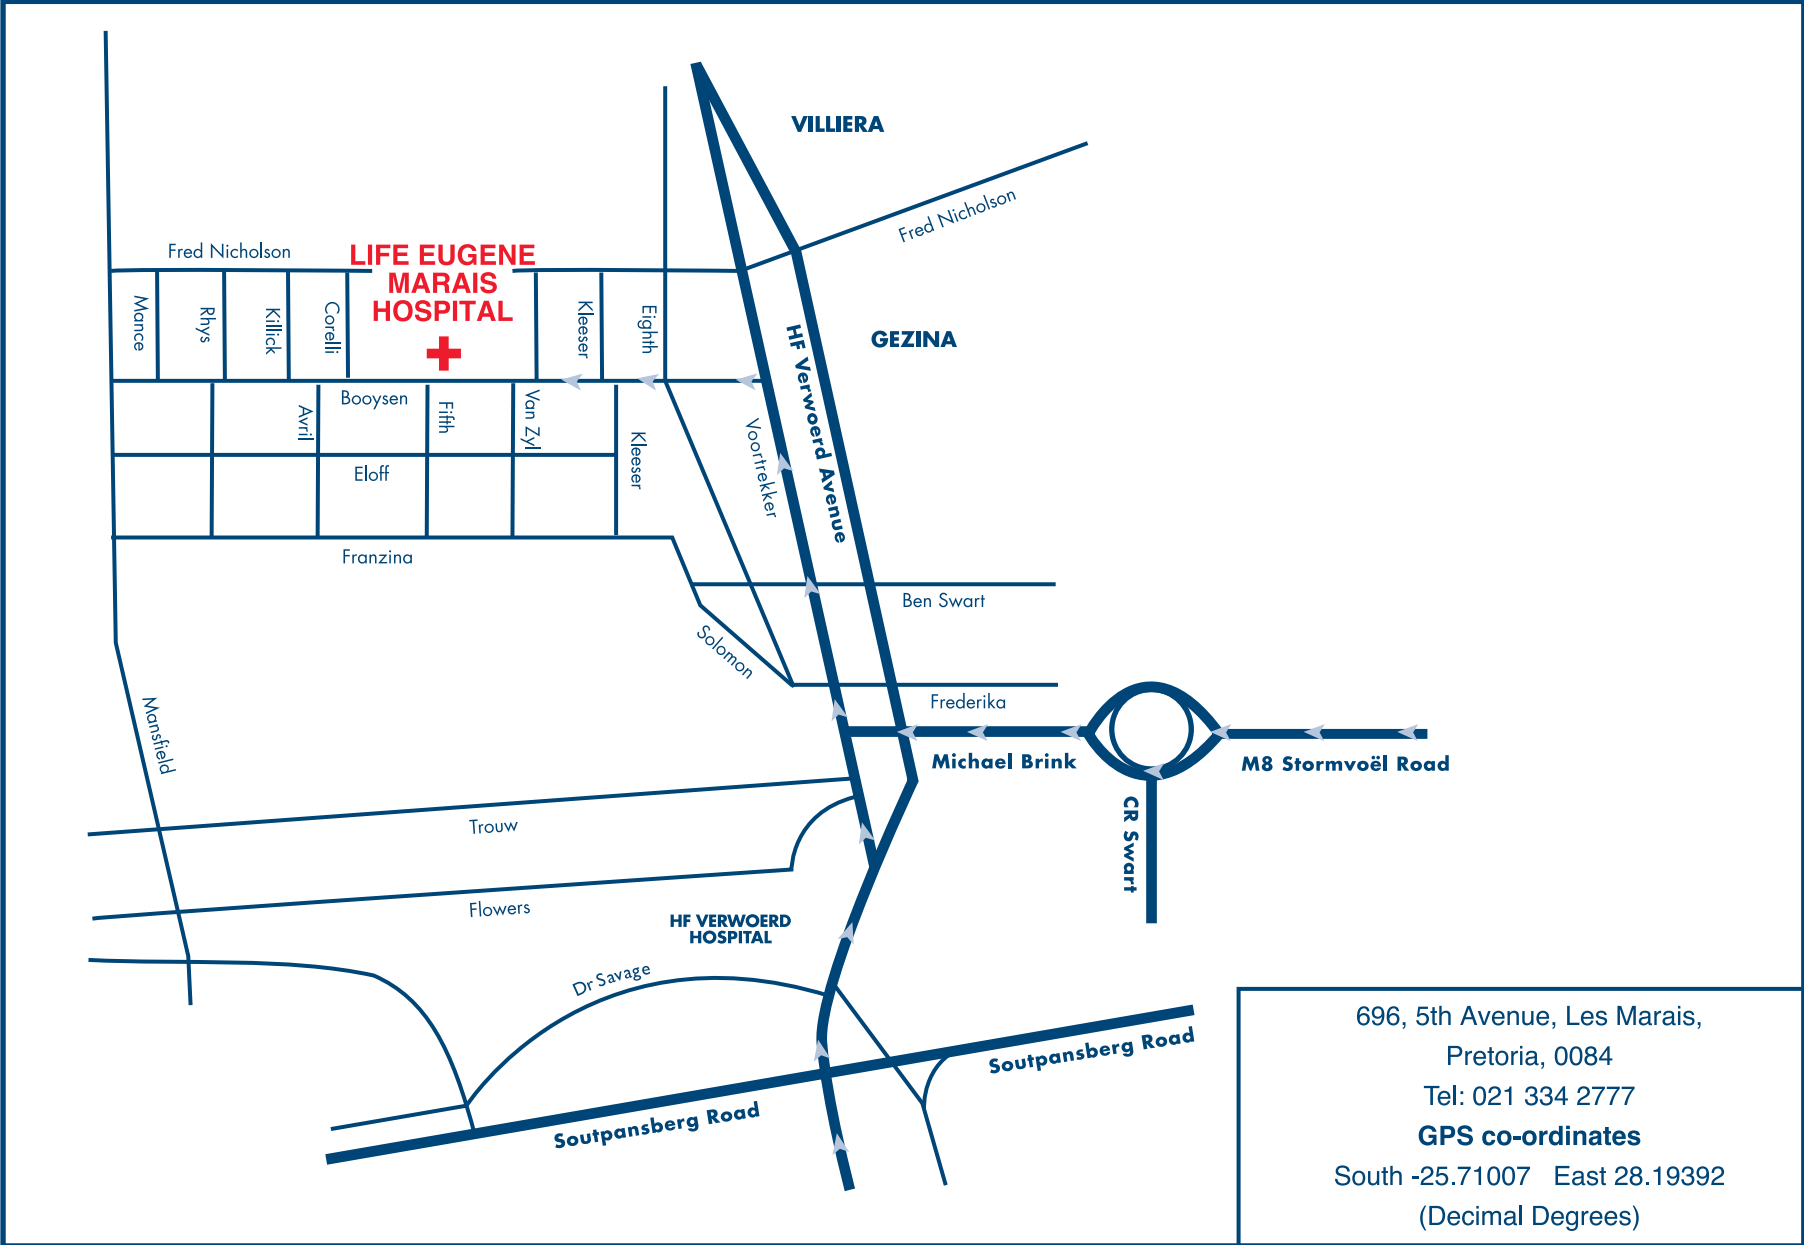 VILLIERA
Fred Nicholson
Fred Nicholson
LIFE EUGENE
MARAIS
HOSPITAL
Mance
Rhys
Killick
Corelli
Kleeser
Eighth
HF Verwoerd Avenue
GEZINA
Booysen
Avril
Fifth
Van Zyl
Kleeser
Voortrekker
Eloff
Franzina
Ben Swart
Solomon
Frederika
Mansfield
Michael Brink
M8 Stormvoël Road
CR Swart
Trouw
Flowers
HF VERWOERD
HOSPITAL
Dr Savage
Soutpansberg Road
Soutpansberg Road
696, 5th Avenue, Les Marais,
Pretoria, 0084
Tel: 021 334 2777
GPS co-ordinates
South -25.71007 East 28.19392
(Decimal Degrees)